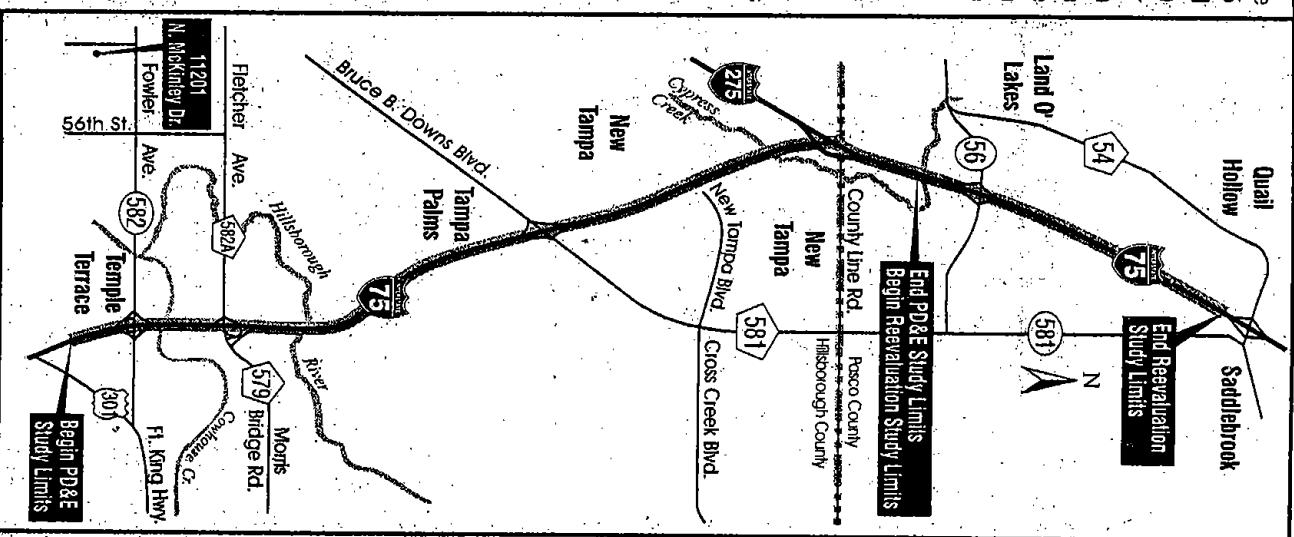 Quail
Hollow
Saddlebrook
54
75
End Reevaluation
Study Limits
Land O'
Lakes
56
581
N
End PD&E Study Limits
Begin Reevaluation Study Limits
Cypress
Creek
275
County Line Rd.
Pasco County
Hillsborough County
New
Tampa
581
New Tampa Blvd.
Cross Creek Blvd.
New
Tampa
Bruce B. Downs Blvd.
Tampa
Palms
75
Hillsborough
River
Fletcher
Ave.
582A
579
Morris
Bridge Rd.
11201
N. McKinley Dr.
Fowler
Ave.
56th St.
582
Temple
Terrace
Cowhouse Cr.
301
Ft. King Hwy.
Begin PD&E
Study Limits